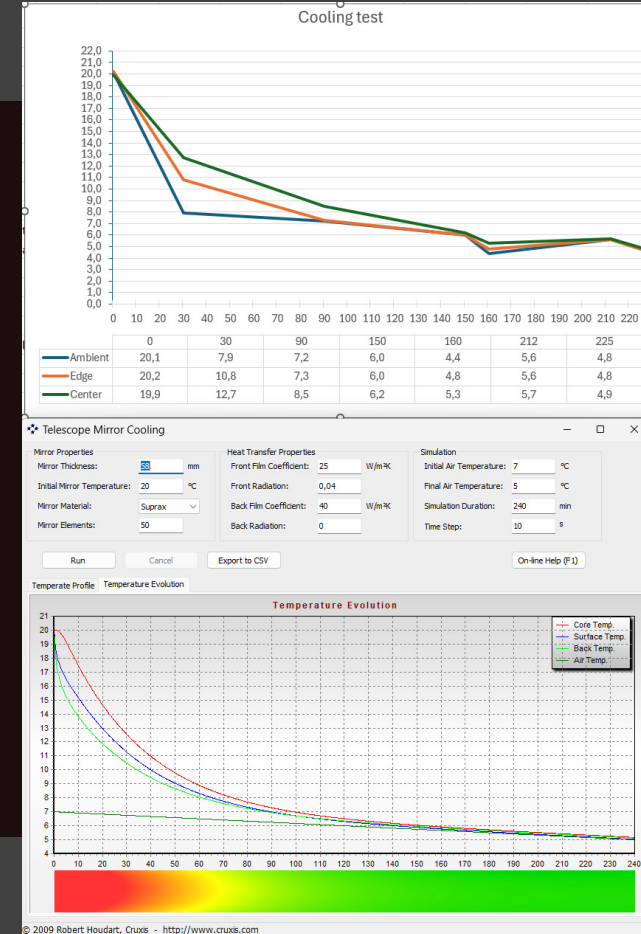 Cooling test
22,0
21,0
20,0
19,0
18,0
17,0
16,0
15,0
14,0
13,0
12,0
11,0
10,0
9,0
8,0
7,0
6,0
5,0
4,0
3,0
2,0
1,0
0,0
0 10 20 30 40 50 60 70 80 90 100 110 120 130 140 150 160 170 180 190 200 210 220
0 30 90 150 160 212 225
Ambient 20,1 7,9 7,2 6,0 4,4 5,6 4,8
Edge 20,2 10,8 7,3 6,0 4,8 5,6 4,8
Center 19,9 12,7 8,5 6,2 5,3 5,7 4,9
Telescope Mirror Cooling
Mirror Properties Heat Transfer Properties Simulation
Mirror Thickness: 58 mm Front Film Coefficient: 25 W/m²K Initial Air Temperature: 7 °C
Initial Mirror Temperature: 20 °C Front Radiation: 0,04 Final Air Temperature: 5 °C
Mirror Material: Suprax Back Film Coefficient: 40 W/m²K Simulation Duration: 240 min
Mirror Elements: 50 Back Radiation: 0 Time Step: 10 s
Run Cancel Export to CSV On-line Help (F1)
Temperate Profile Temperature Evolution
Temperature Evolution
Core Temp.
Surface Temp.
Back Temp.
Air Temp.
21
20
19
18
17
16
15
14
13
12
11
10
9
8
7
6
5
4
0 10 20 30 40 50 60 70 80 90 100 110 120 130 140 150 160 170 180 190 200 210 220 230 240
© 2009 Robert Houdart, Cruxis - http://www.cruxis.com